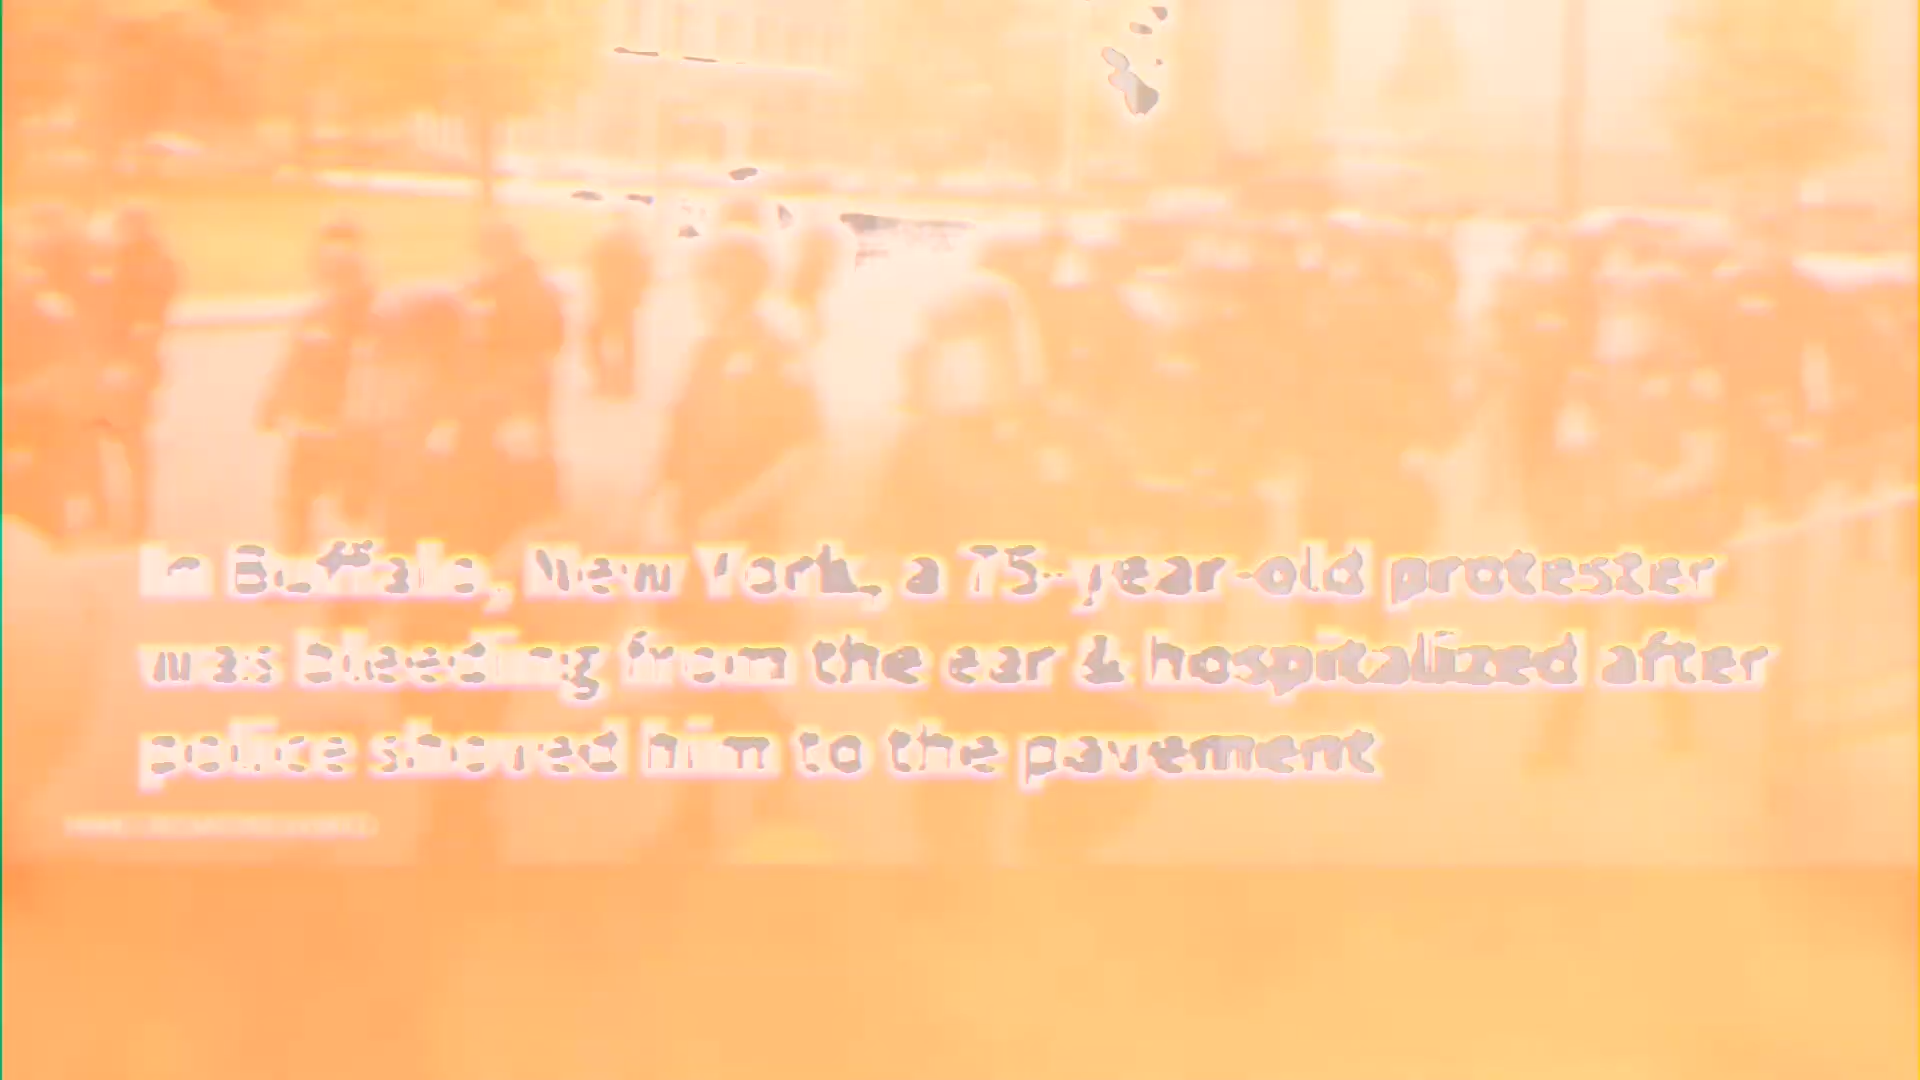 In Buffalo, New York, a 75-year-old protester
was bleeding from the ear & hospitalized after
police shoved him to the pavement